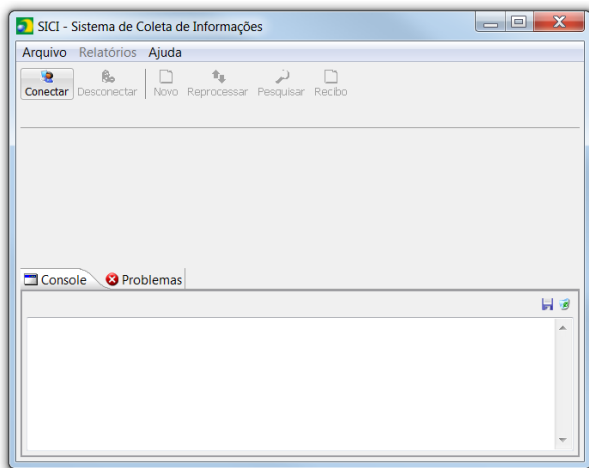 SICI - Sistema de Coleta de Informações
Arquivo Relatórios Ajuda
Conectar Desconectar Novo Reprocessar Pesquisar Recibo
Console Problemas